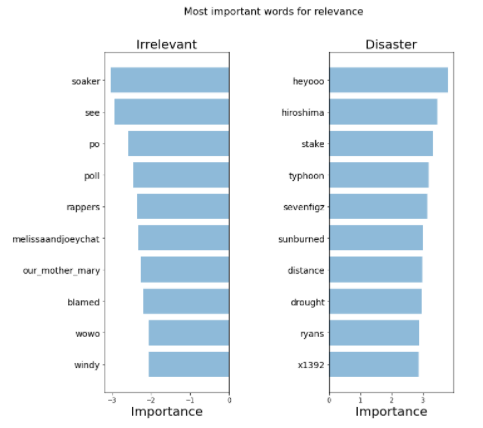 Most important words for relevance
Irrelevant
soaker
see
po
poll
rappers
melissaandjoeychat
our_mother_mary
blamed
wowo
windy
−3 −2 −1 0
Importance
Disaster
heyooo
hiroshima
stake
typhoon
sevenfigz
sunburned
distance
drought
ryans
x1392
0 1 2 3
Importance